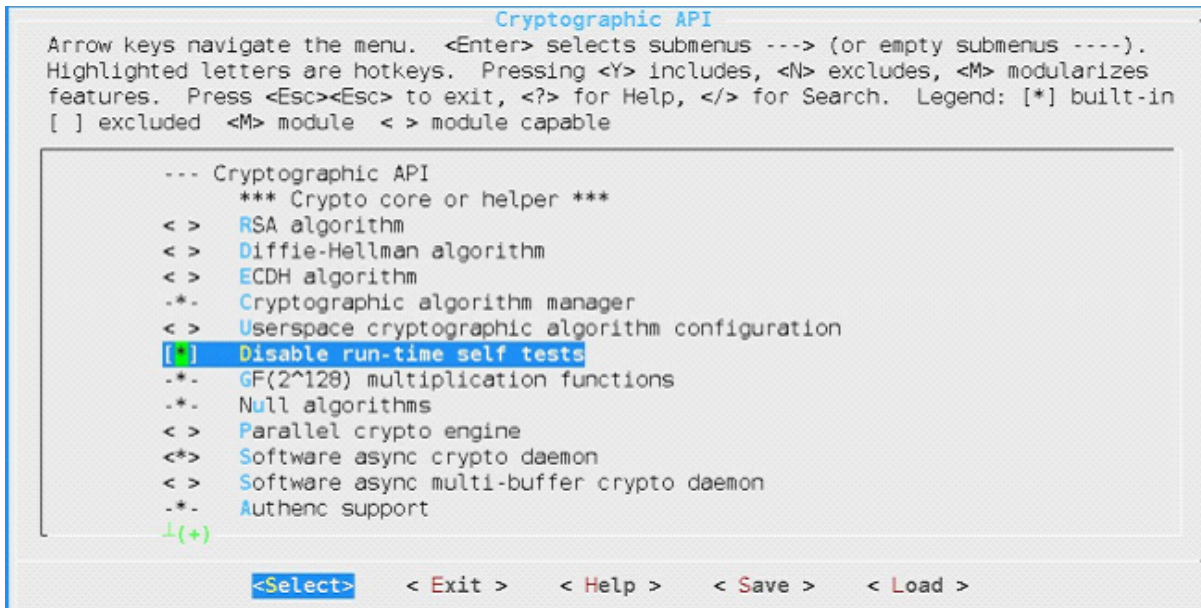 Cryptographic API
Arrow keys navigate the menu.  <Enter> selects submenus ---> (or empty submenus ----).
Highlighted letters are hotkeys.  Pressing <Y> includes, <N> excludes, <M> modularizes
features.  Press <Esc><Esc> to exit, <?> for Help, </> for Search.  Legend: [*] built-in
[ ] excluded  <M> module  < > module capable
--- Cryptographic API
*** Crypto core or helper ***
< >   RSA algorithm
< >   Diffie-Hellman algorithm
< >   ECDH algorithm
-*-   Cryptographic algorithm manager
< >   Userspace cryptographic algorithm configuration
[*]   Disable run-time self tests
-*-   GF(2^128) multiplication functions
-*-   Null algorithms
< >   Parallel crypto engine
<*>   Software async crypto daemon
< >   Software async multi-buffer crypto daemon
-*-   Authenc support
┴(+)
<Select>    < Exit >    < Help >    < Save >    < Load >